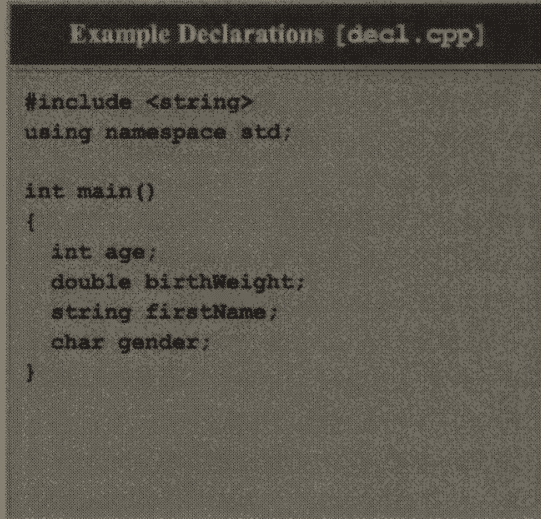 Example Declarations [decl.cpp]
#include <string>
using namespace std;
int main()
{
int age;
double birthWeight;
string firstName;
char gender;
}